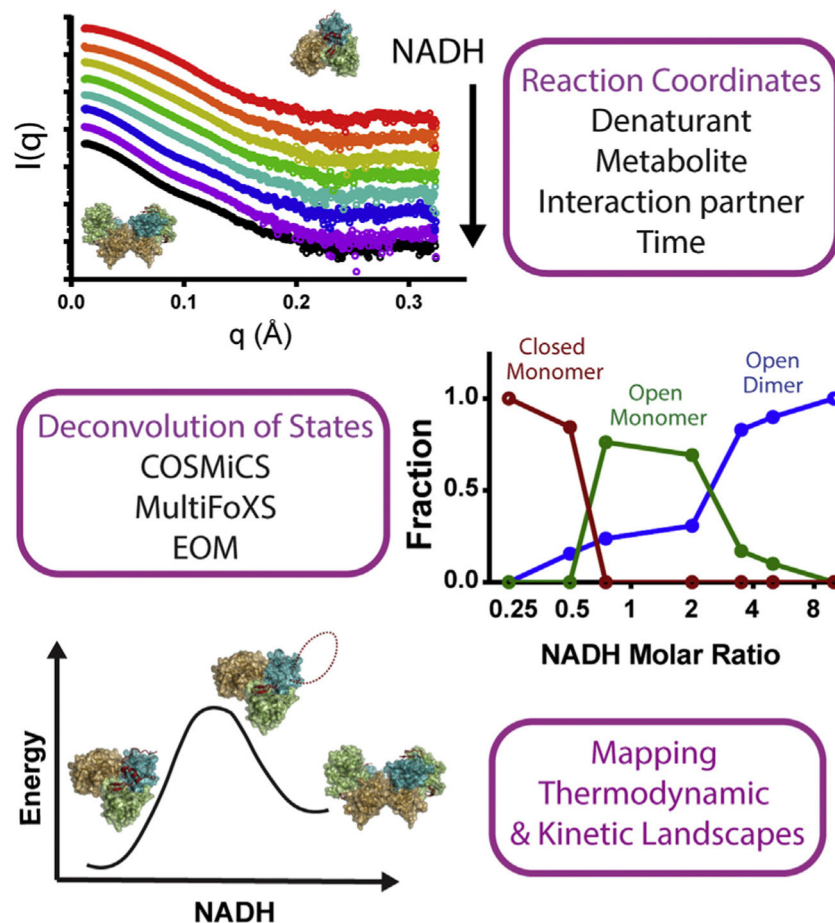 NADH
I(q)
0.0 0.1 0.2 0.3
q (Å)
Reaction Coordinates
Denaturant
Metabolite
Interaction partner
Time
Deconvolution of States
COSMiCS
MultiFoXS
EOM
Closed
Monomer
Open
Monomer
Open
Dimer
Fraction
1.0
0.5
0.0
0.25 0.5 1 2 4 8
NADH Molar Ratio
Energy
NADH
Mapping
Thermodynamic
& Kinetic Landscapes